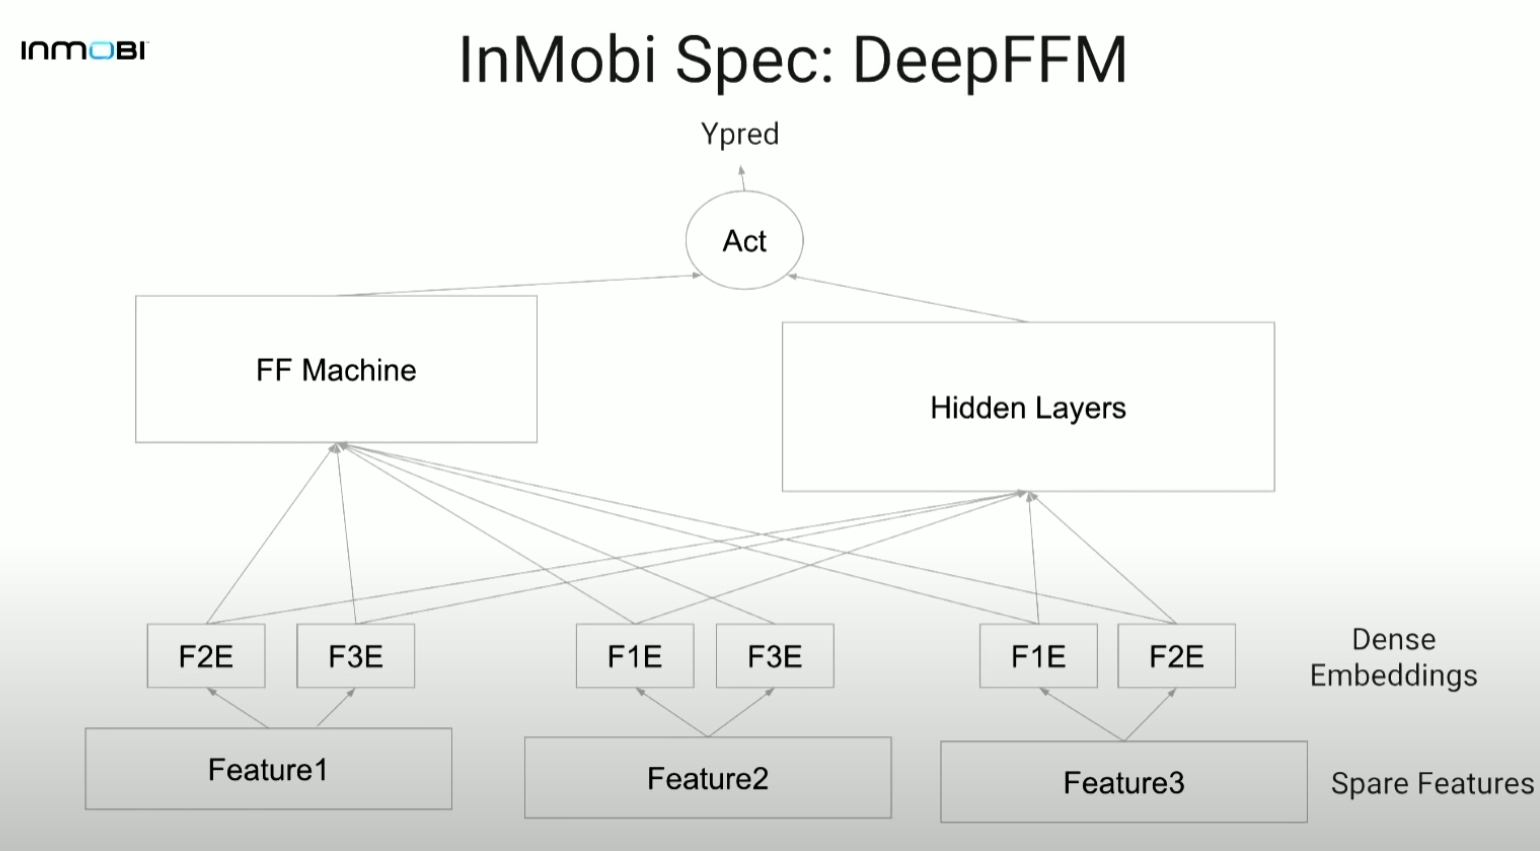 INMOBI
InMobi Spec: DeepFFM
Ypred
Act
FF Machine
Hidden Layers
F2E
F3E
F1E
F3E
F1E
F2E
Dense
Embeddings
Feature1
Feature2
Feature3
Spare Features